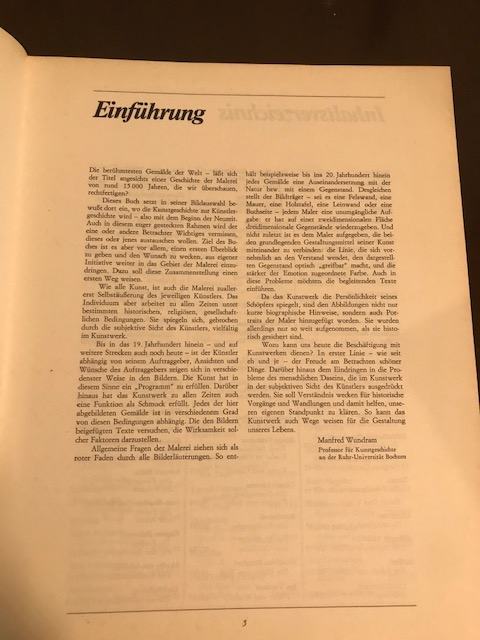 Einführung
Die berühmtesten Gemälde der Welt – läßt sich
der Titel angesichts einer Geschichte der Malerei
von rund 15 000 Jahren, die wir überschauen,
rechtfertigen?
Dieses Buch setzt in seiner Bildauswahl be-
wußt dort ein, wo die Kunstgeschichte zur Künstler-
geschichte wird – also mit dem Beginn der Neuzeit.
Auch in diesem enger gesteckten Rahmen wird der
eine oder andere Betrachter Wichtiges vermissen,
dieses oder jenes austauschen wollen. Ziel des Bu-
ches ist es aber vor allem, einen ersten Überblick
zu geben und den Wunsch zu wecken, aus eigener
Initiative weiter in das Gebiet der Malerei einzu-
dringen. Dazu soll diese Zusammenstellung einen
ersten Weg weisen.
Wie alle Kunst, ist auch die Malerei zualler-
erst Selbstäußerung des jeweiligen Künstlers. Das
Individuum aber arbeitet zu allen Zeiten unter
bestimmten historischen, religiösen, gesellschaft-
lichen Bedingungen. Sie spiegeln sich, gebrochen
durch die subjektive Sicht des Künstlers, vielfältig
im Kunstwerk.
Bis in das 19. Jahrhundert hinein – und auf
weitere Strecken auch noch heute – ist der Künstler
abhängig von seinem Auftraggeber, Ansichten und
Wünsche des Auftraggebers zeigen sich in verschie-
denster Weise in den Bildern. Die Kunst hat in
diesem Sinne ein „Programm“ zu erfüllen. Darüber
hinaus hat das Kunstwerk zu allen Zeiten auch
eine Funktion als Schmuck erfüllt. Jedes der hier
abgebildeten Gemälde ist in verschiedenem Grad
von diesen Bedingungen abhängig. Die den Bildern
beigefügten Texte versuchen, die Wirksamkeit sol-
cher Faktoren darzustellen.
Allgemeine Fragen der Malerei ziehen sich als
roter Faden durch alle Bilderläuterungen. So ent-
hält beispielsweise bis ins 20. Jahrhundert hinein
jedes Gemälde eine Auseinandersetzung mit der
Natur bzw. mit einem Gegenstand. Desgleichen
stellt der Bildträger – sei es eine Felswand, eine
Mauer, eine Holztafel, eine Leinwand oder eine
Buchseite – jedem Maler eine unumgängliche Auf-
gabe: er hat auf einer zweidimensionalen Fläche
dreidimensionale Gegenstände wiederzugeben. Und
nicht zuletzt ist es dem Maler aufgegeben, die bei-
den grundlegenden Gestaltungsmittel seiner Kunst
miteinander zu verbinden: die Linie, die sich vor-
nehmlich an den Verstand wendet, den dargestell-
ten Gegenstand optisch „greifbar“ macht, und die
stärker der Emotion zugeordnete Farbe. Auch in
diese Probleme möchten die begleitenden Texte
einführen.
Da das Kunstwerk die Persönlichkeit seines
Schöpfers spiegelt, sind den Abbildungen nicht nur
kurze biographische Hinweise, sondern auch Por-
traits der Maler hinzugefügt worden. Sie wurden
allerdings nur so weit aufgenommen, als sie histo-
risch gesichert sind.
Wozu kann uns heute die Beschäftigung mit
Kunstwerken dienen? In erster Linie – wie seit
eh und je – der Freude am Betrachten schöner
Dinge. Darüber hinaus dem Eindringen in die Pro-
bleme des menschlichen Daseins, die im Kunstwerk
in der subjektiven Sicht des Künstlers ausgedrückt
werden. Sie soll Verständnis wecken für historische
Vorgänge und Wandlungen und damit helfen, unse-
ren eigenen Standpunkt zu klären. So kann das
Kunstwerk auch Wege weisen für die Gestaltung
unseres Lebens.
Manfred Wundram
Professor für Kunstgeschichte
an der Ruhr-Universität Bochum
5